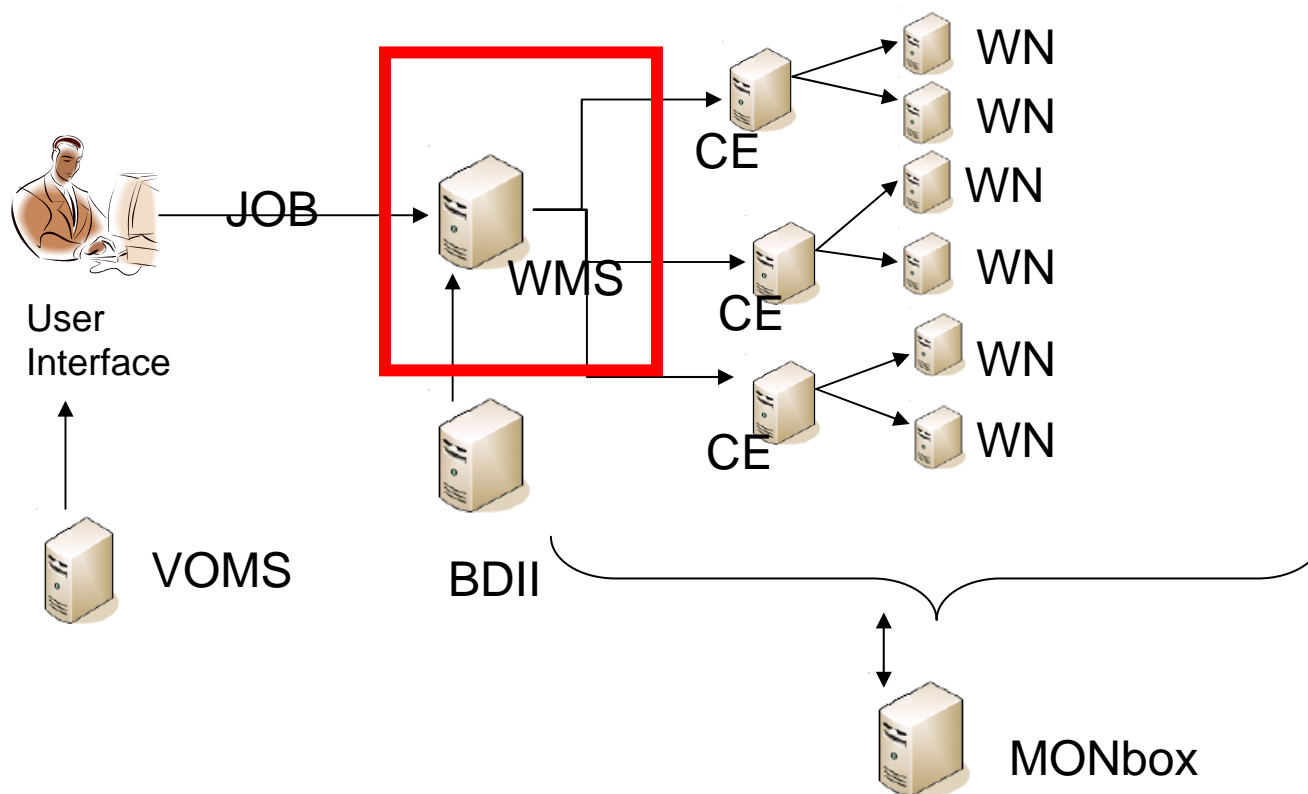 WN
WN
CE
WN
JOB
WMS
WN
CE
User
Interface
WN
CE
WN
VOMS
BDII
MONbox